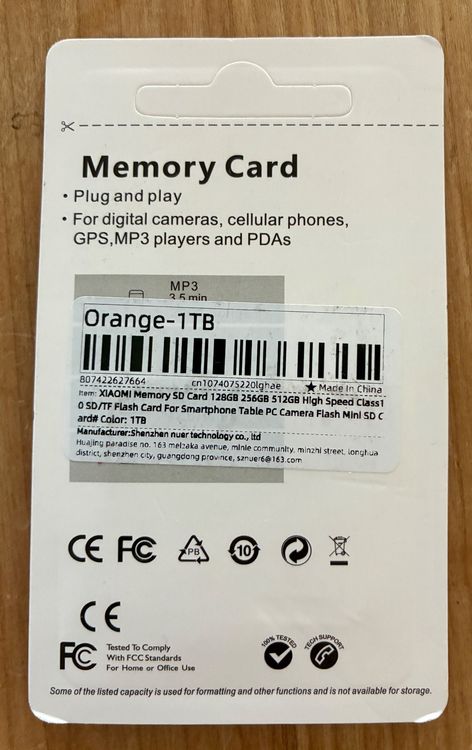 Memory Card
• Plug and play
• For digital cameras, cellular phones,
GPS,MP3 players and PDAs
MP3
3.5 min
Orange-1TB
807422627664 cn1074075220lghae ★ Made in China
Item: XIAOMI Memory SD Card 128GB 256GB 512GB High Speed Class1
0 SD/TF Flash Card For Smartphone Table PC Camera Flash Mini SD C
ard# Color: 1TB
Manufacturer:Shenzhen nuer technology co., ltd
Huajing paradise no. 163 meizaka avenue, minle community, minzhi street, longhua
district, shenzhen city, guangdong province, sznuer6@163.com
CE FC PB 10
CE
FC Tested To Comply
With FCC Standards
For Home or Office Use
100% TESTED
TECH SUPPORT
Some of the listed capacity is used for formatting and other functions and is not available for storage.